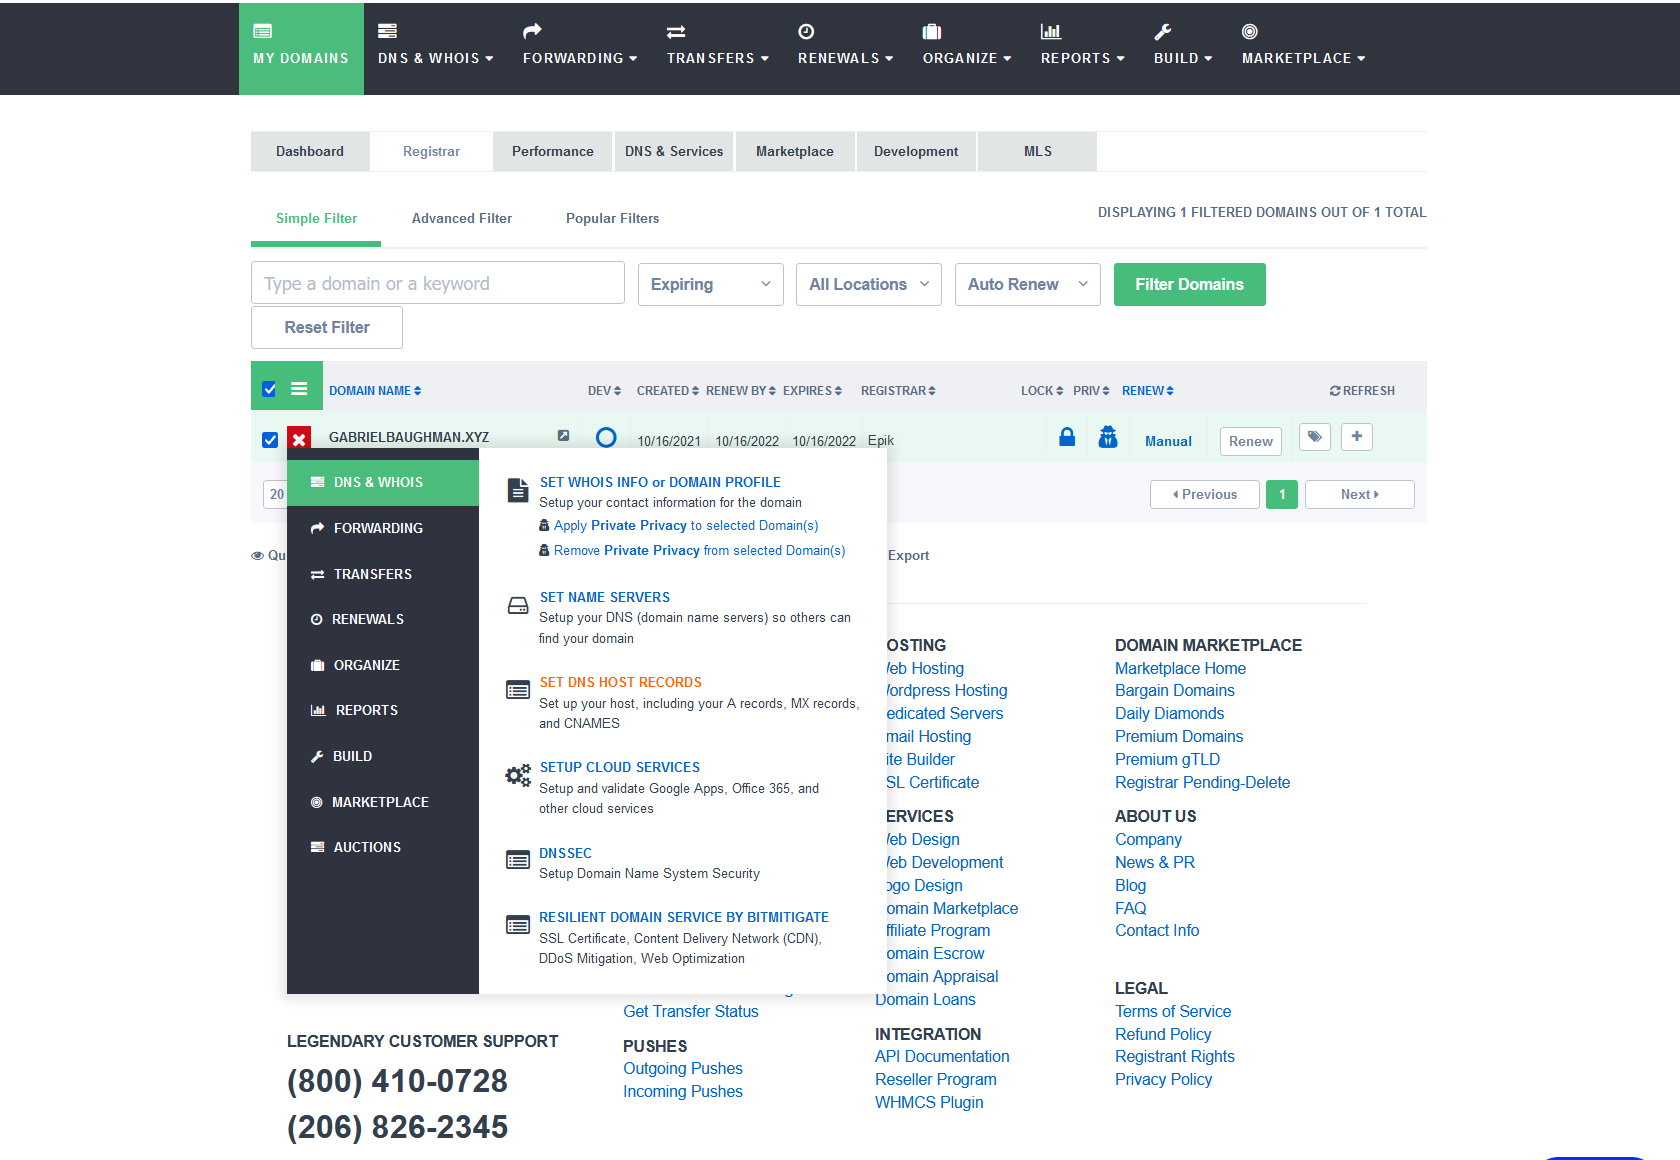 MY DOMAINS
DNS & WHOIS
FORWARDING
TRANSFERS
RENEWALS
ORGANIZE
REPORTS
BUILD
MARKETPLACE
Dashboard
Registrar
Performance
DNS & Services
Marketplace
Development
MLS
Simple Filter
Advanced Filter
Popular Filters
DISPLAYING 1 FILTERED DOMAINS OUT OF 1 TOTAL
Type a domain or a keyword
Expiring
All Locations
Auto Renew
Filter Domains
Reset Filter
DOMAIN NAME
DEV
CREATED
RENEW BY
EXPIRES
REGISTRAR
LOCK
PRIV
RENEW
REFRESH
GABRIELBAUGHMAN.XYZ
10/16/2021
10/16/2022
10/16/2022
Epik
Manual
Renew
20
Previous
1
Next
Qu
Export
DNS & WHOIS
FORWARDING
TRANSFERS
RENEWALS
ORGANIZE
REPORTS
BUILD
MARKETPLACE
AUCTIONS
SET WHOIS INFO or DOMAIN PROFILE
Setup your contact information for the domain
Apply Private Privacy to selected Domain(s)
Remove Private Privacy from selected Domain(s)
SET NAME SERVERS
Setup your DNS (domain name servers) so others can
find your domain
SET DNS HOST RECORDS
Set up your host, including your A records, MX records,
and CNAMES
SETUP CLOUD SERVICES
Setup and validate Google Apps, Office 365, and
other cloud services
DNSSEC
Setup Domain Name System Security
RESILIENT DOMAIN SERVICE BY BITMITIGATE
SSL Certificate, Content Delivery Network (CDN),
DDoS Mitigation, Web Optimization
LEGENDARY CUSTOMER SUPPORT
(800) 410-0728
(206) 826-2345
Get Transfer Status
PUSHES
Outgoing Pushes
Incoming Pushes
OSTING
eb Hosting
ordpress Hosting
edicated Servers
mail Hosting
ite Builder
SL Certificate
ERVICES
eb Design
eb Development
ogo Design
omain Marketplace
ffiliate Program
omain Escrow
omain Appraisal
Domain Loans
INTEGRATION
API Documentation
Reseller Program
WHMCS Plugin
DOMAIN MARKETPLACE
Marketplace Home
Bargain Domains
Daily Diamonds
Premium Domains
Premium gTLD
Registrar Pending-Delete
ABOUT US
Company
News & PR
Blog
FAQ
Contact Info
LEGAL
Terms of Service
Refund Policy
Registrant Rights
Privacy Policy